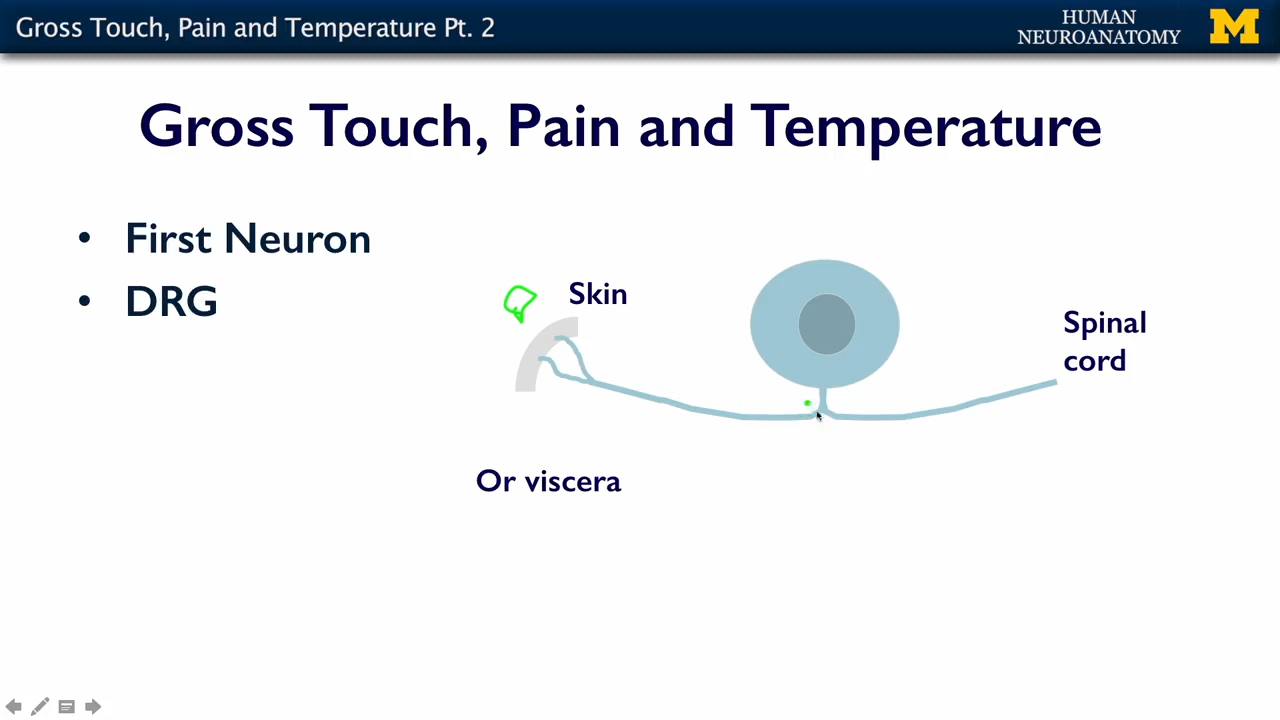 Gross Touch, Pain and Temperature Pt. 2
HUMAN
NEUROANATOMY
M
Gross Touch, Pain and Temperature
• First Neuron
• DRG
Skin
Spinal
cord
Or viscera